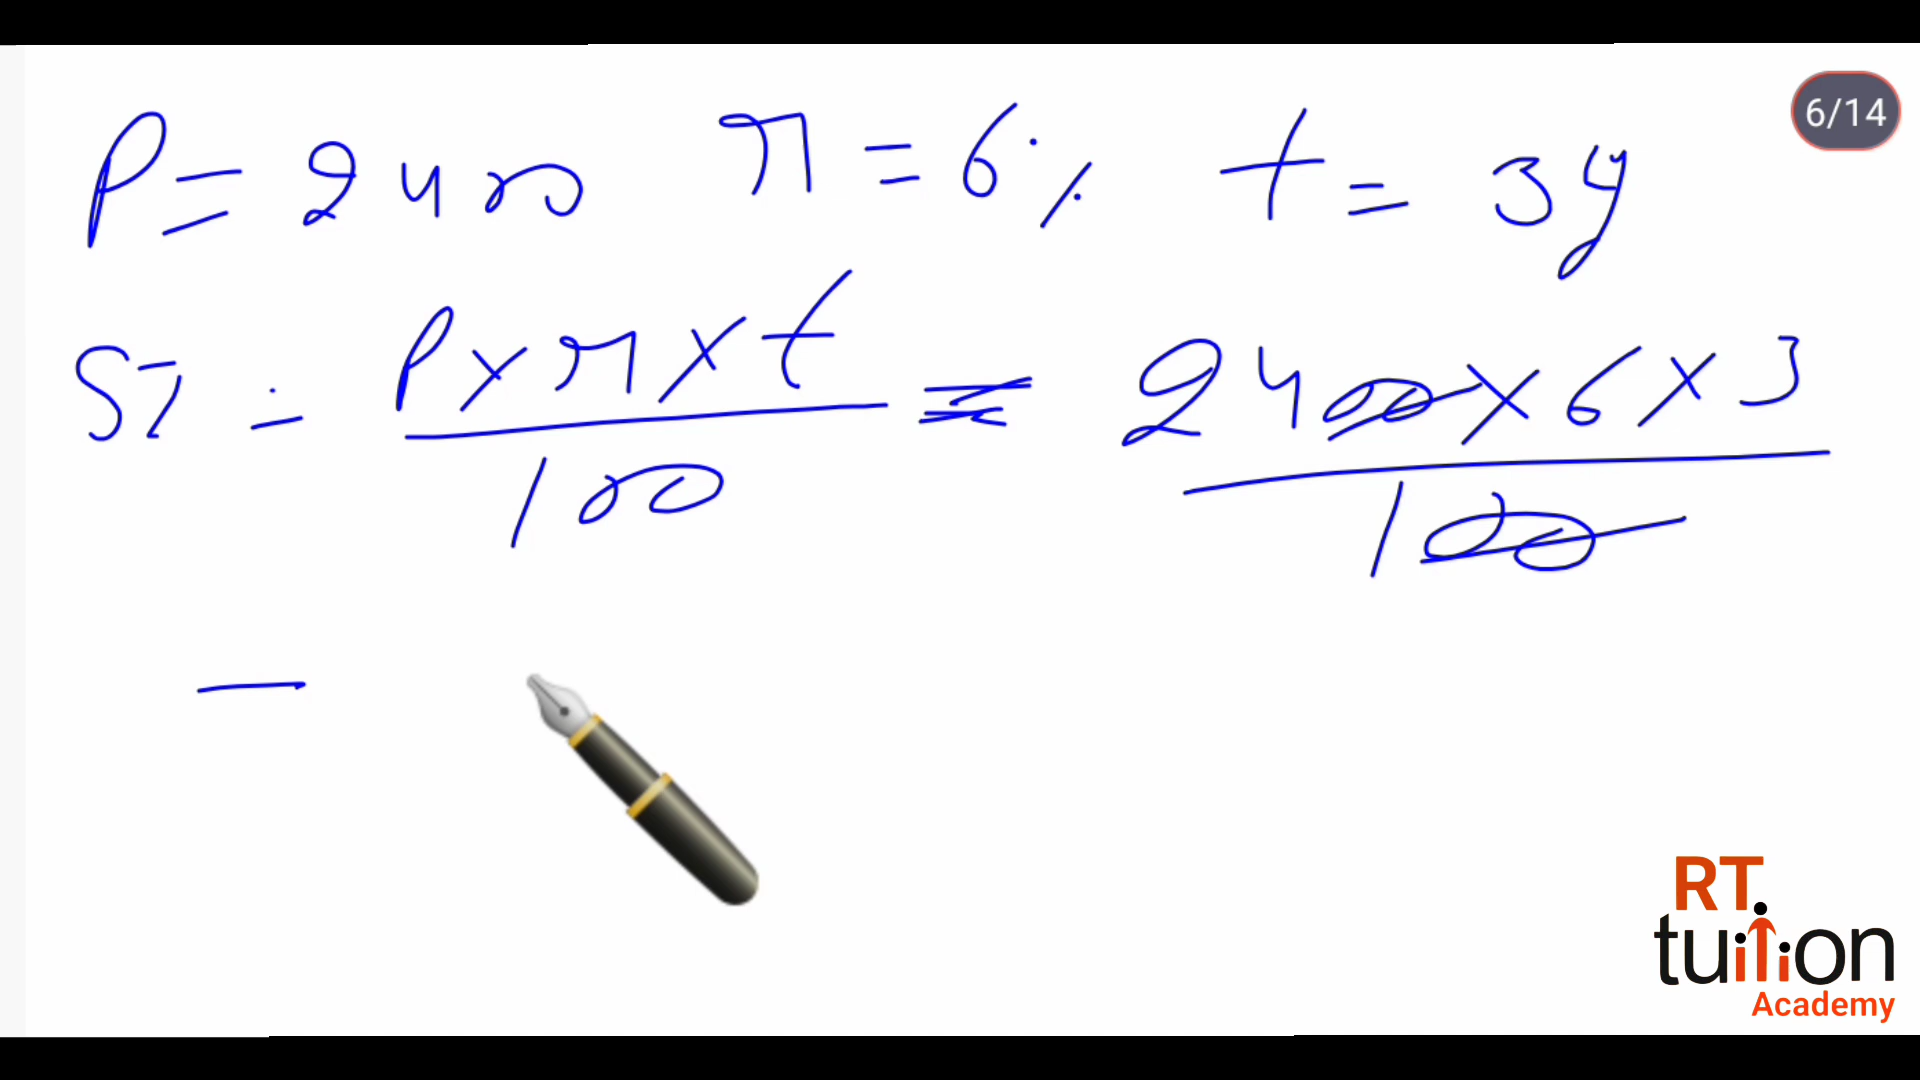 6/14
P = 2400 r = 6% t = 3y
SI = P×r×t/100 = 2400×6×3/100
RT
tuition
Academy